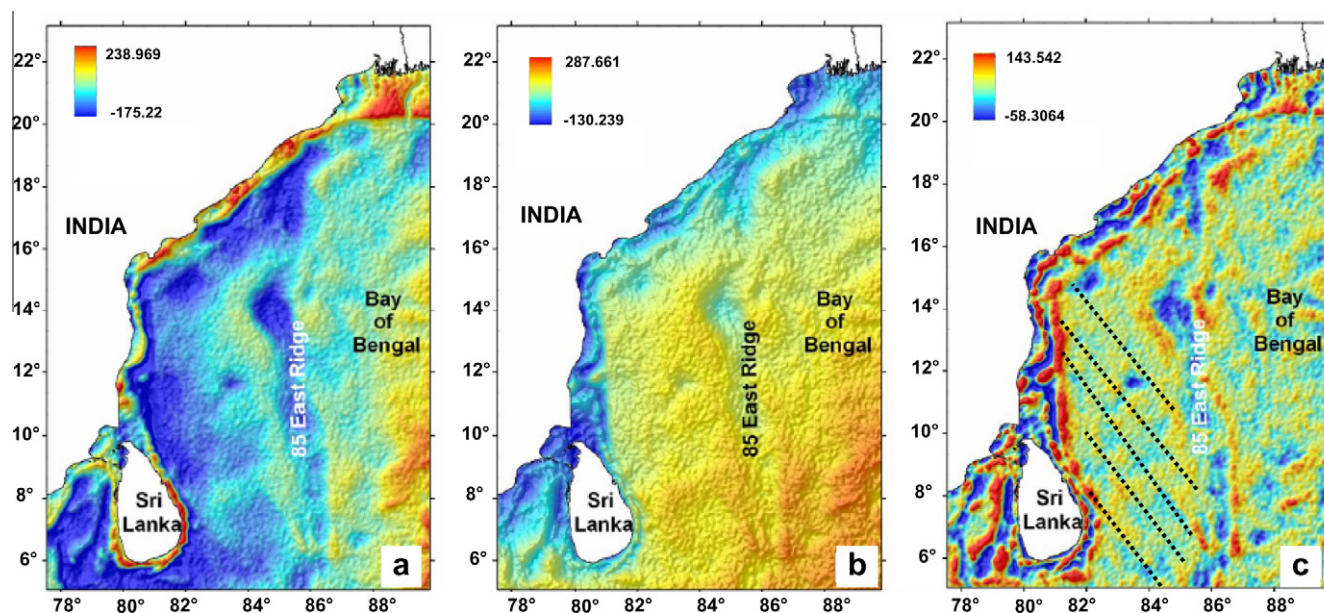 238.969
-175.22
22°
20°
18°
16°
14°
12°
10°
8°
6°
INDIA
Bay
of
Bengal
85 East Ridge
Sri
Lanka
a
78° 80° 82° 84° 86° 88°
287.661
-130.239
22°
20°
18°
16°
14°
12°
10°
8°
6°
INDIA
Bay
of
Bengal
85 East Ridge
Sri
Lanka
b
78° 80° 82° 84° 86° 88°
143.542
-58.3064
22°
20°
18°
16°
14°
12°
10°
8°
6°
INDIA
Bay
of
Bengal
85 East Ridge
Sri
Lanka
c
78° 80° 82° 84° 86° 88°